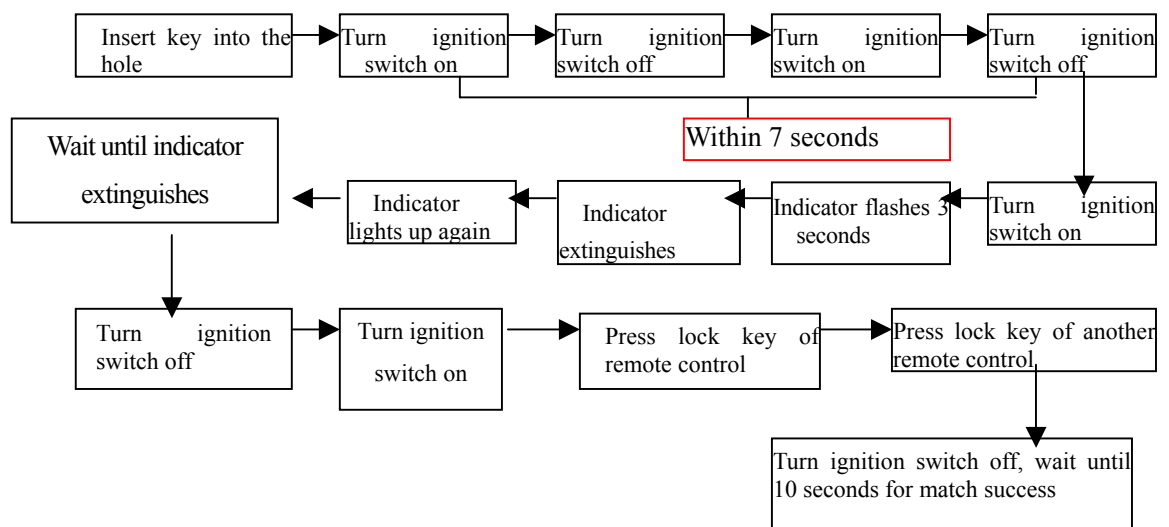 Insert key into the
hole
Turn ignition
switch on
Turn ignition
switch off
Turn ignition
switch on
Turn ignition
switch off
Within 7 seconds
Turn ignition
switch on
Indicator flashes 3
seconds
Indicator
extinguishes
Indicator
lights up again
Wait until indicator
extinguishes
Turn ignition
switch off
Turn ignition
switch on
Press lock key of
remote control
Press lock key of another
remote control
Turn ignition switch off, wait until
10 seconds for match success